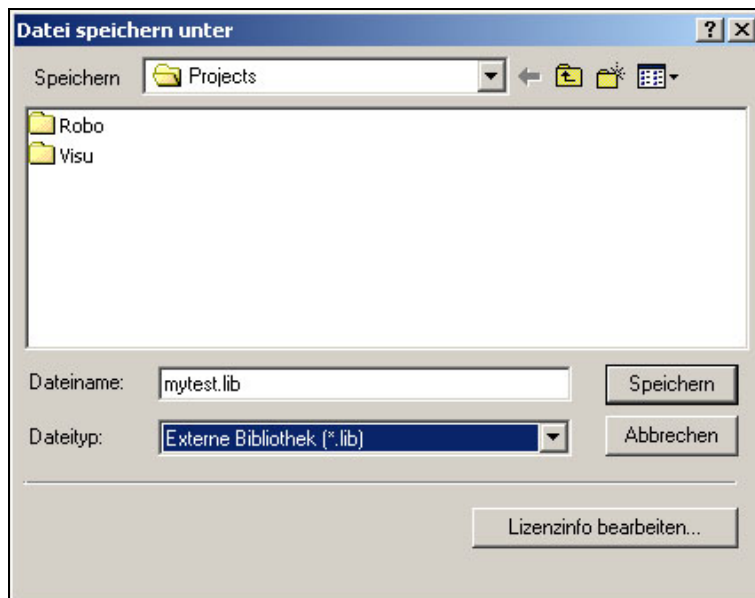 Datei speichern unter
Speichern
Projects
Robo
Visu
Dateiname:
mytest.lib
Speichern
Dateityp:
Externe Bibliothek (*.lib)
Abbrechen
Lizenzinfo bearbeiten...